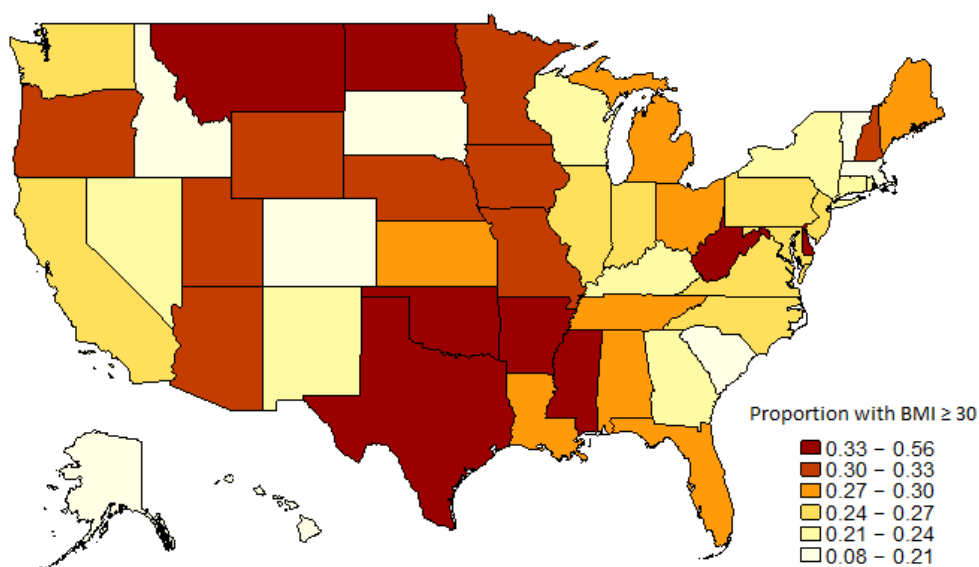 Proportion with BMI ≥ 30
0.33 – 0.56
0.30 – 0.33
0.27 – 0.30
0.24 – 0.27
0.21 – 0.24
0.08 – 0.21